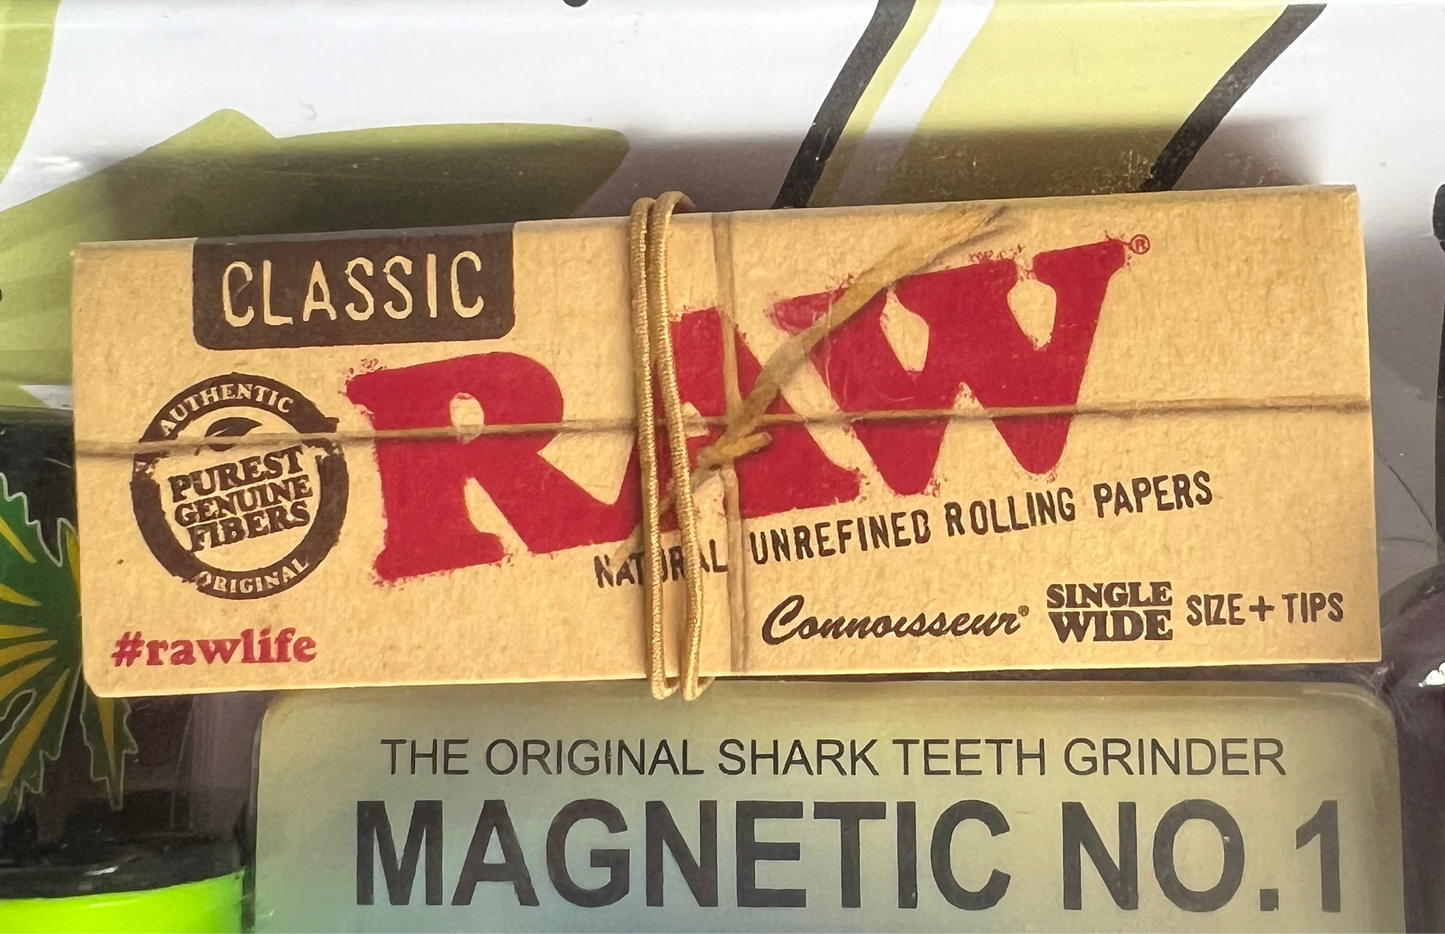 CLASSIC
RAW®
AUTHENTIC
PUREST
GENUINE
FIBERS
ORIGINAL
NATURAL UNREFINED ROLLING PAPERS
Connoisseur® SINGLE WIDE SIZE + TIPS
#rawlife
THE ORIGINAL SHARK TEETH GRINDER
MAGNETIC NO.1